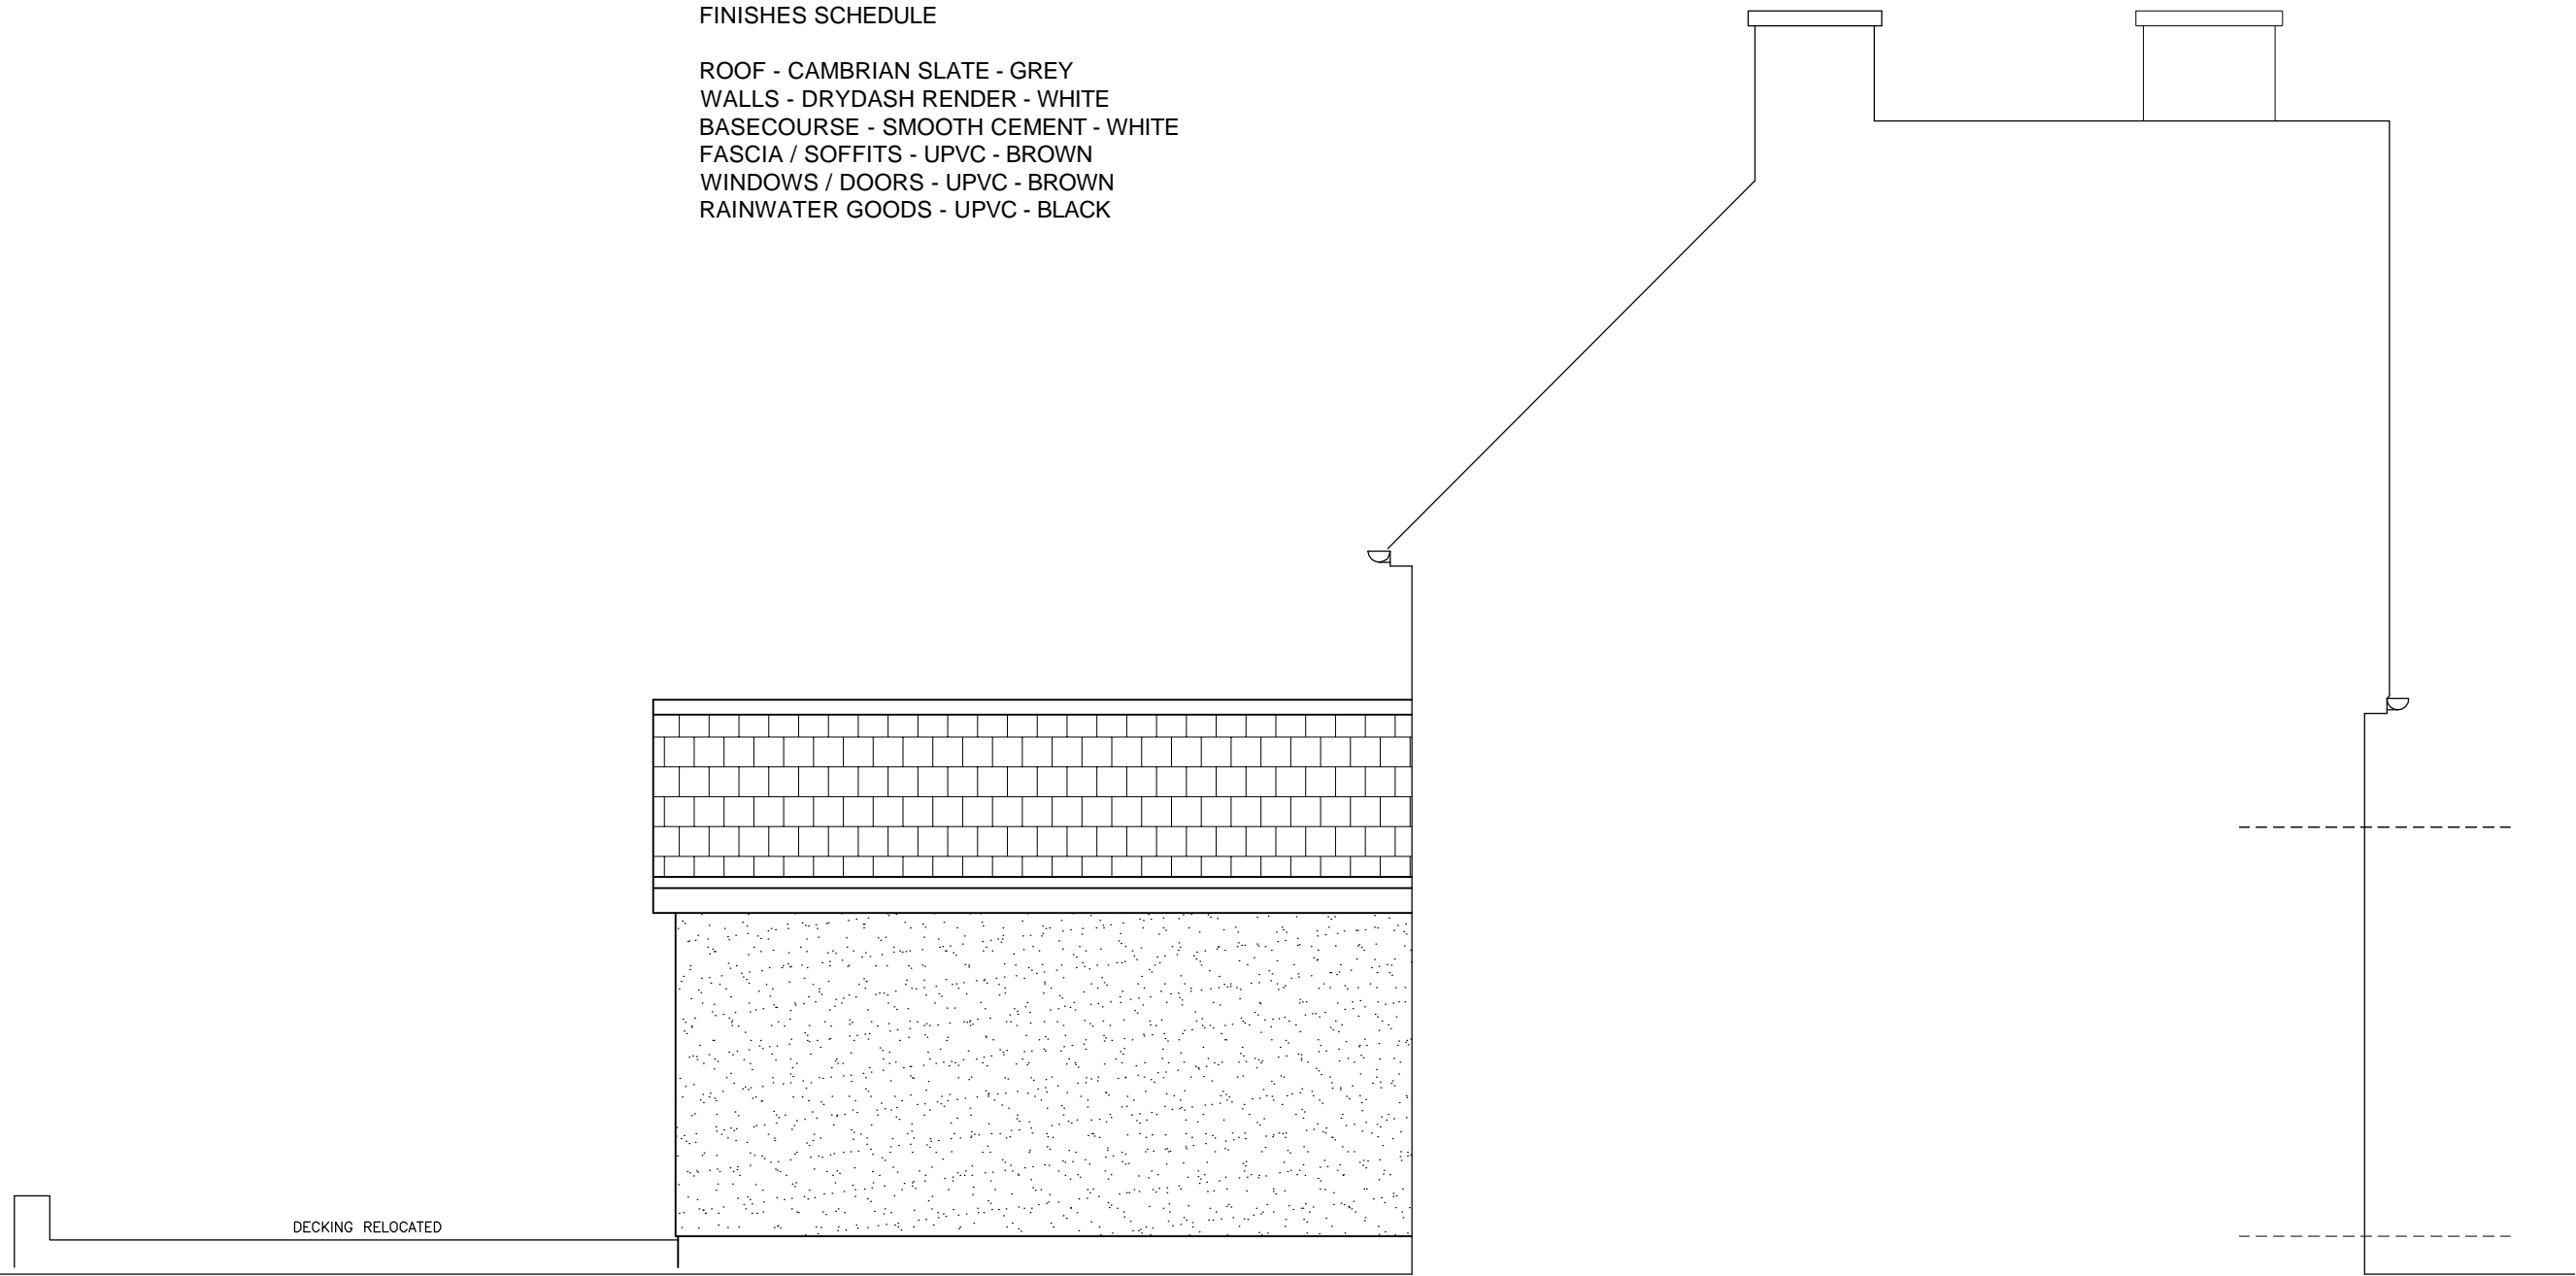 FINISHES SCHEDULE
ROOF - CAMBRIAN SLATE - GREY
WALLS - DRYDASH RENDER - WHITE
BASECOURSE - SMOOTH CEMENT - WHITE
FASCIA / SOFFITS - UPVC - BROWN
WINDOWS / DOORS - UPVC - BROWN
RAINWATER GOODS - UPVC - BLACK
DECKING RELOCATED